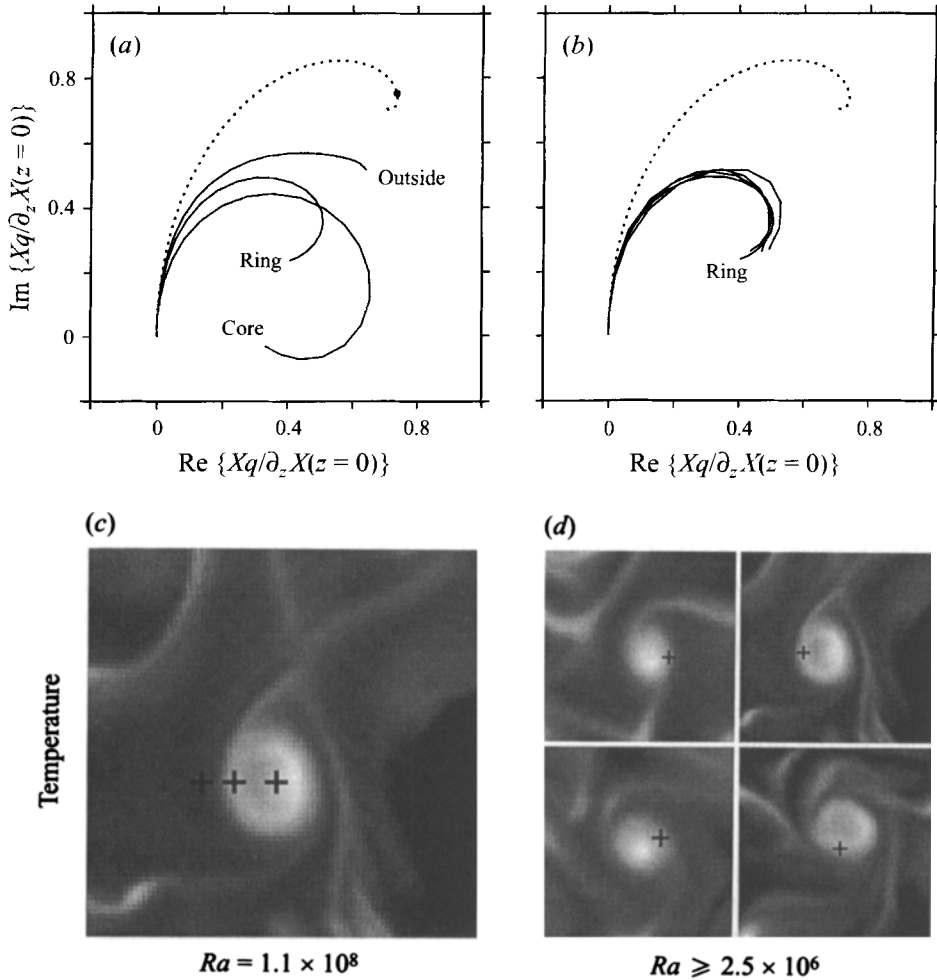 (a)
(b)
0.8
0.4
0
Im {Xq/∂zX(z = 0)}
Outside
Ring
Core
Ring
0 0.4 0.8
0 0.4 0.8
Re {Xq/∂zX(z = 0)}
Re {Xq/∂zX(z = 0)}
(c)
(d)
Temperature
Ra = 1.1 × 10⁸
Ra ⩾ 2.5 × 10⁶